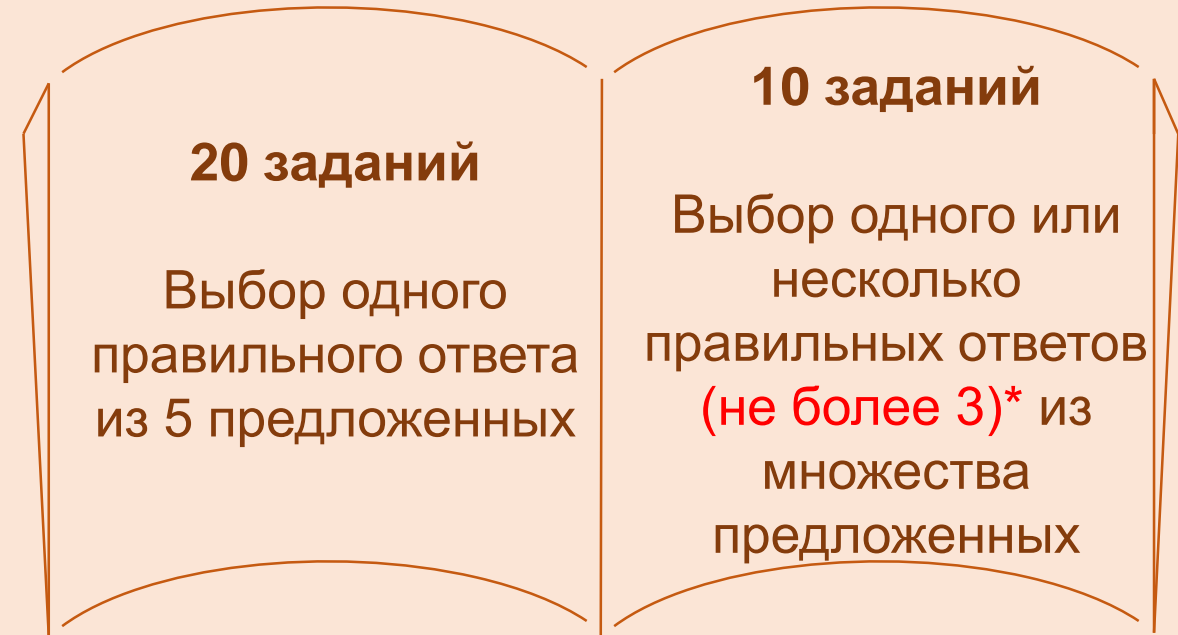 20 заданий
Выбор одного
правильного ответа
из 5 предложенных
10 заданий
Выбор одного или
несколько
правильных ответов
(не более 3)* из
множества
предложенных